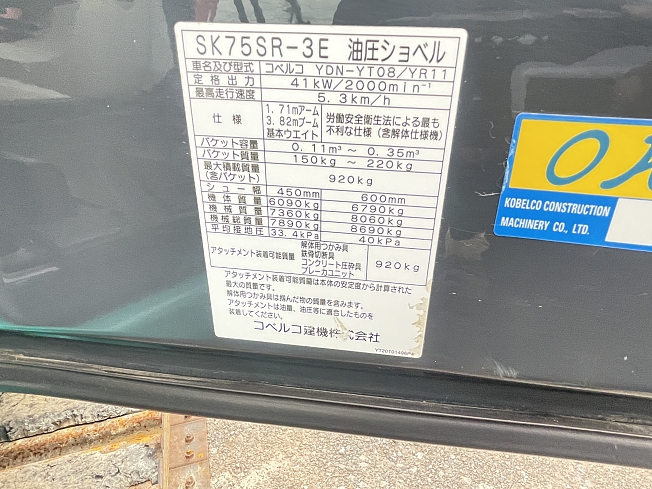 SK75SR-3E 油圧ショベル
車名及び型式 コベルコ YDN-YT08/YR11
定格出力 41kW/2000min⁻¹
最高走行速度 5.3km/h
仕様 1.71mアーム 3.82mブーム 基本ウエイト 労働安全衛生法による最も不利な仕様(含解体仕様機)
バケット容量 0.11m³ ~ 0.35m³
バケット質量 150kg ~ 220kg
最大積載質量(含バケット) 920kg
シュー幅 450mm 600mm
機体質量 6090kg 6790kg
機械質量 7360kg 8060kg
機械総質量 7890kg 8690kg
平均接地圧 33.4kPa 40kPa
アタッチメント装着可能質量 解体用つかみ具 鉄骨切断具 コンクリート圧砕具 ブレーカユニット 920kg
アタッチメント装着可能質量は本体の安定度から計算された
最大の質量です。
解体用つかみ具は掴んだ物の質量を含みます。
アタッチメントは油量、油圧等に適合したものを
装着してください。
コベルコ建機株式会社
KOBELCO CONSTRUCTION
MACHINERY CO., LTD.